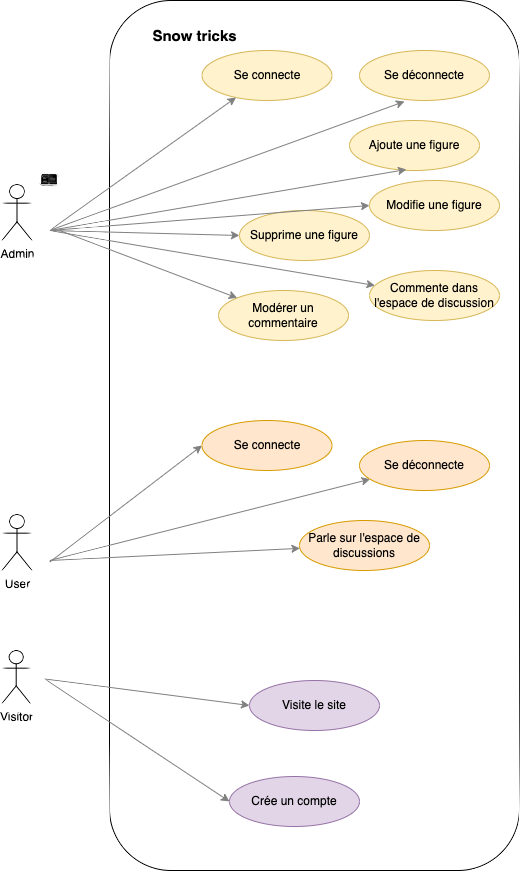 Snow tricks
Se connecte
Se déconnecte
Ajoute une figure
Modifie une figure
Admin
Supprime une figure
Commente dans
l'espace de discussion
Modérer un
commentaire
Se connecte
Se déconnecte
Parle sur l'espace de
discussions
User
Visite le site
Visitor
Crée un compte